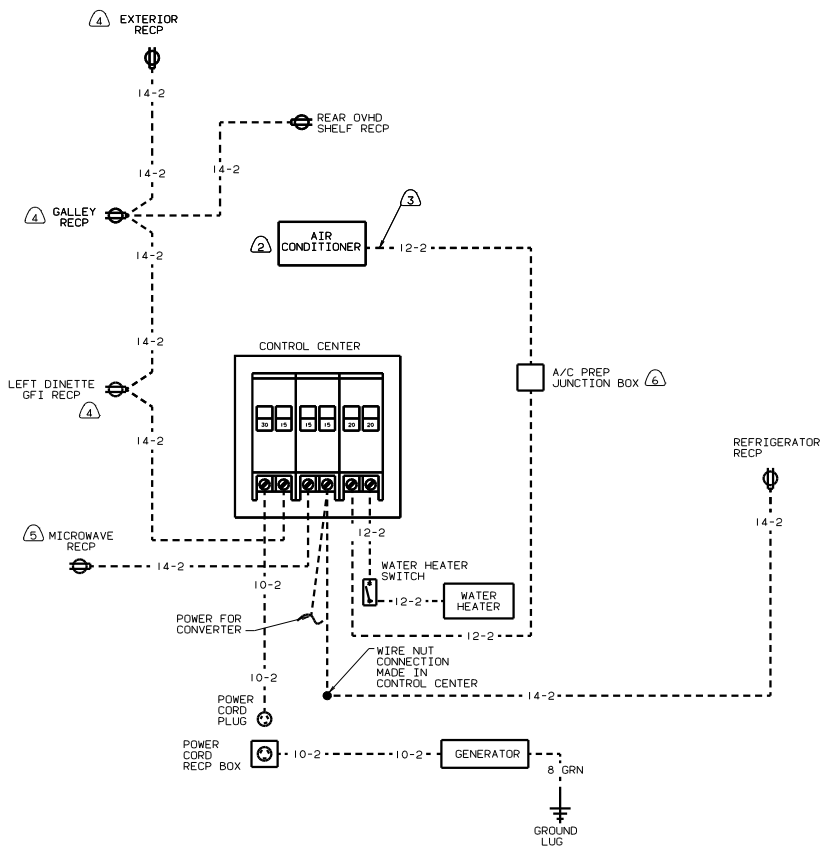 4
EXTERIOR
RECP
14-2
REAR OVHD
SHELF RECP
14-2
14-2
4
GALLEY
RECP
3
2
AIR
CONDITIONER
12-2
14-2
14-2
CONTROL CENTER
A/C PREP
JUNCTION BOX
6
LEFT DINETTE
GFI RECP
4
30
15
15
15
20
20
14-2
REFRIGERATOR
RECP
14-2
5
MICROWAVE
RECP
12-2
14-2
WATER HEATER
SWITCH
10-2
12-2
WATER
HEATER
POWER FOR
CONVERTER
12-2
WIRE NUT
CONNECTION
MADE IN
CONTROL CENTER
10-2
14-2
POWER
CORD
PLUG
POWER
CORD
RECP BOX
10-2
10-2
GENERATOR
8 GRN
GROUND
LUG